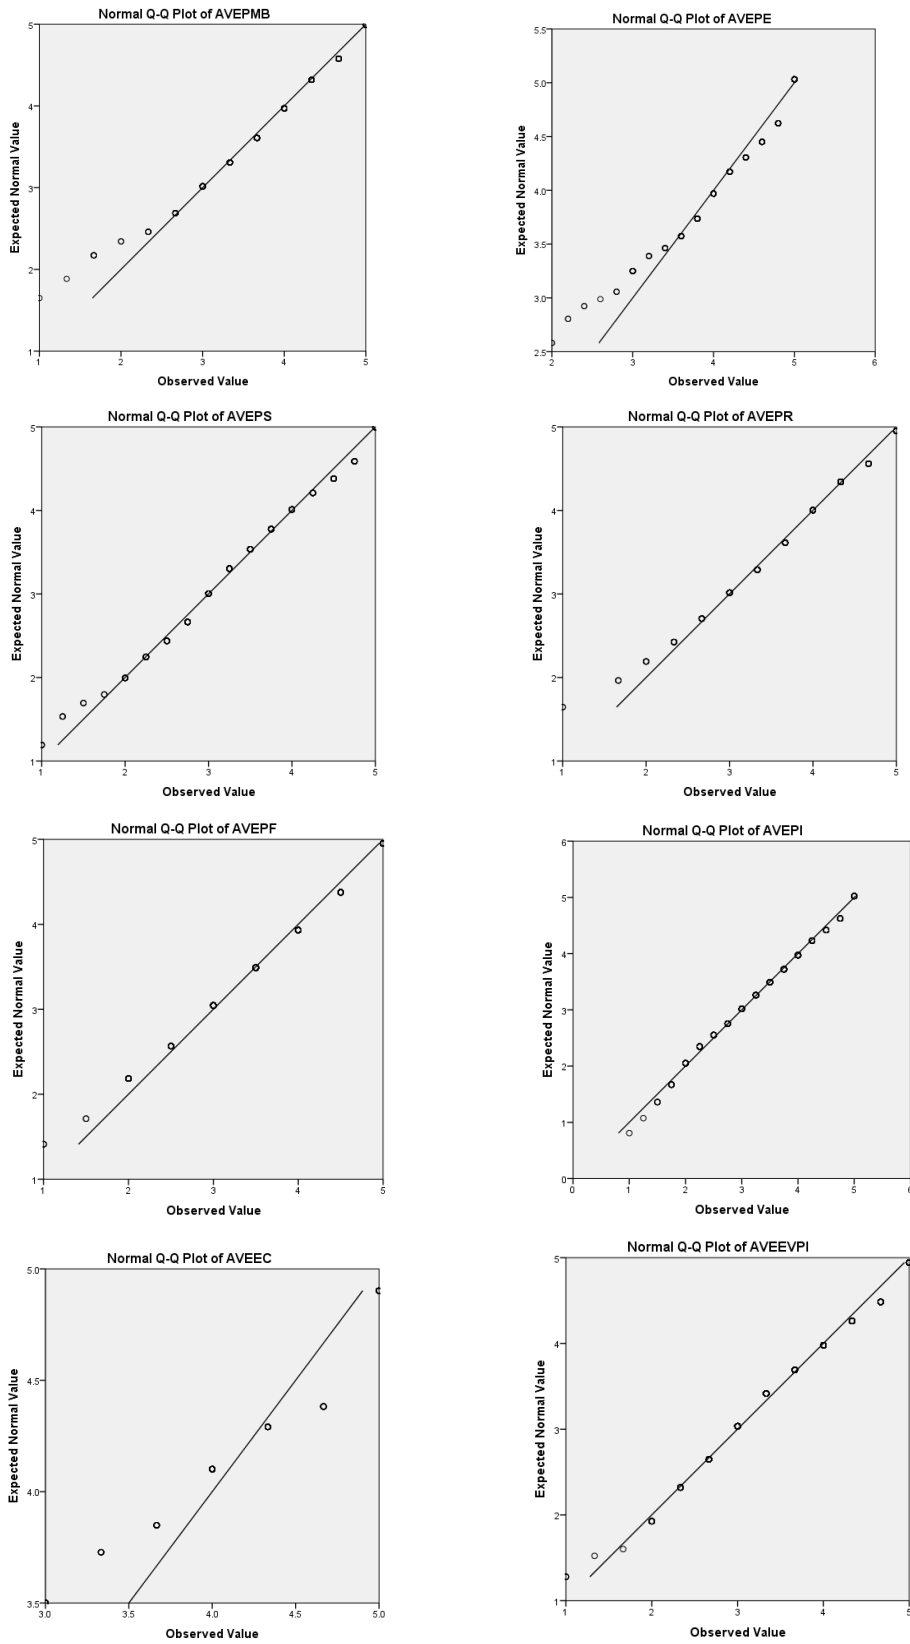 Normal Q-Q Plot of AVEPMB
5
4
3
2
1
Expected Normal Value
1 2 3 4 5
Observed Value
Normal Q-Q Plot of AVEPE
5.5
5.0
4.5
4.0
3.5
3.0
2.5
Expected Normal Value
2 3 4 5 6
Observed Value
Normal Q-Q Plot of AVEPS
5
4
3
2
1
Expected Normal Value
1 2 3 4 5
Observed Value
Normal Q-Q Plot of AVEPR
5
4
3
2
1
Expected Normal Value
1 2 3 4 5
Observed Value
Normal Q-Q Plot of AVEPF
5
4
3
2
1
Expected Normal Value
1 2 3 4 5
Observed Value
Normal Q-Q Plot of AVEPI
6
5
4
3
2
1
0
Expected Normal Value
0 1 2 3 4 5 6
Observed Value
Normal Q-Q Plot of AVEEC
5.0
4.5
4.0
3.5
Expected Normal Value
3.0 3.5 4.0 4.5 5.0
Observed Value
Normal Q-Q Plot of AVEEVPI
5
4
3
2
1
Expected Normal Value
1 2 3 4 5
Observed Value